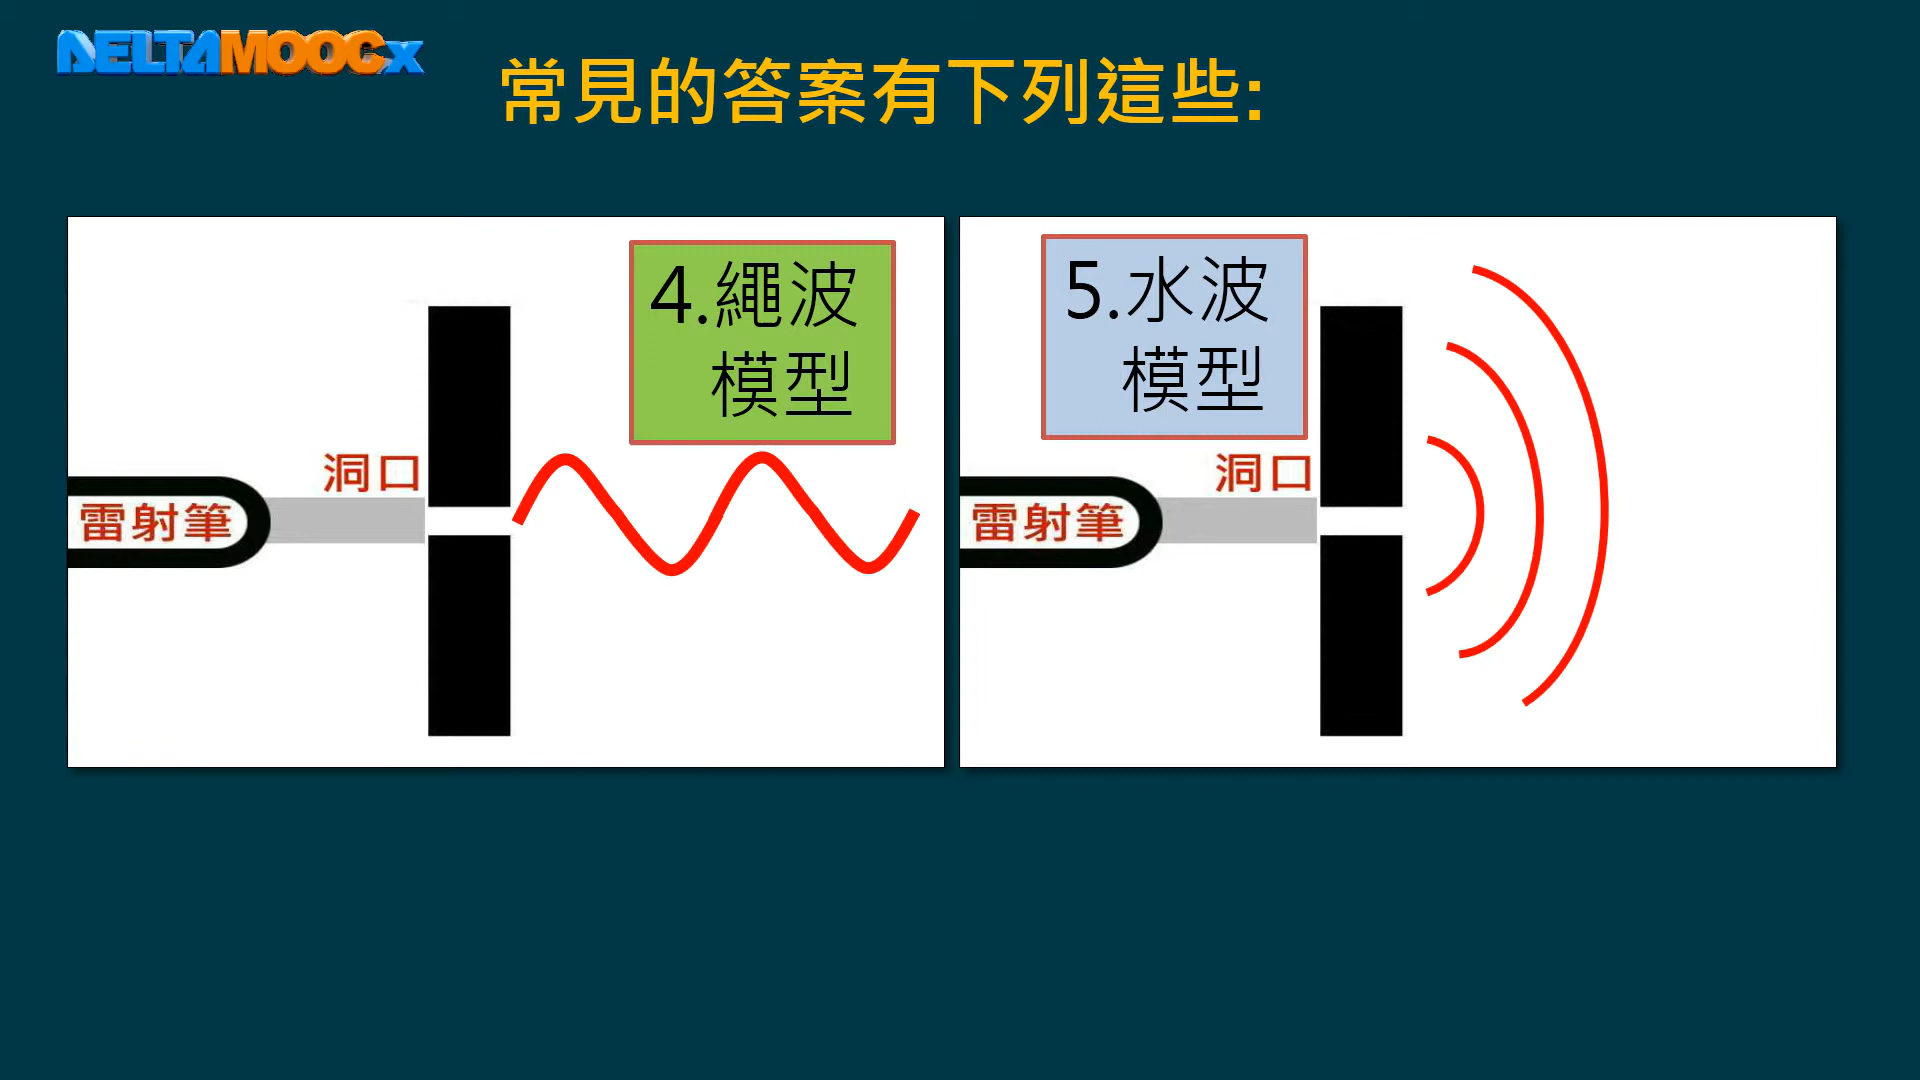 DELTAMOOCx
常見的答案有下列這些:
4.繩波
模型
洞口
雷射筆
5.水波
模型
洞口
雷射筆